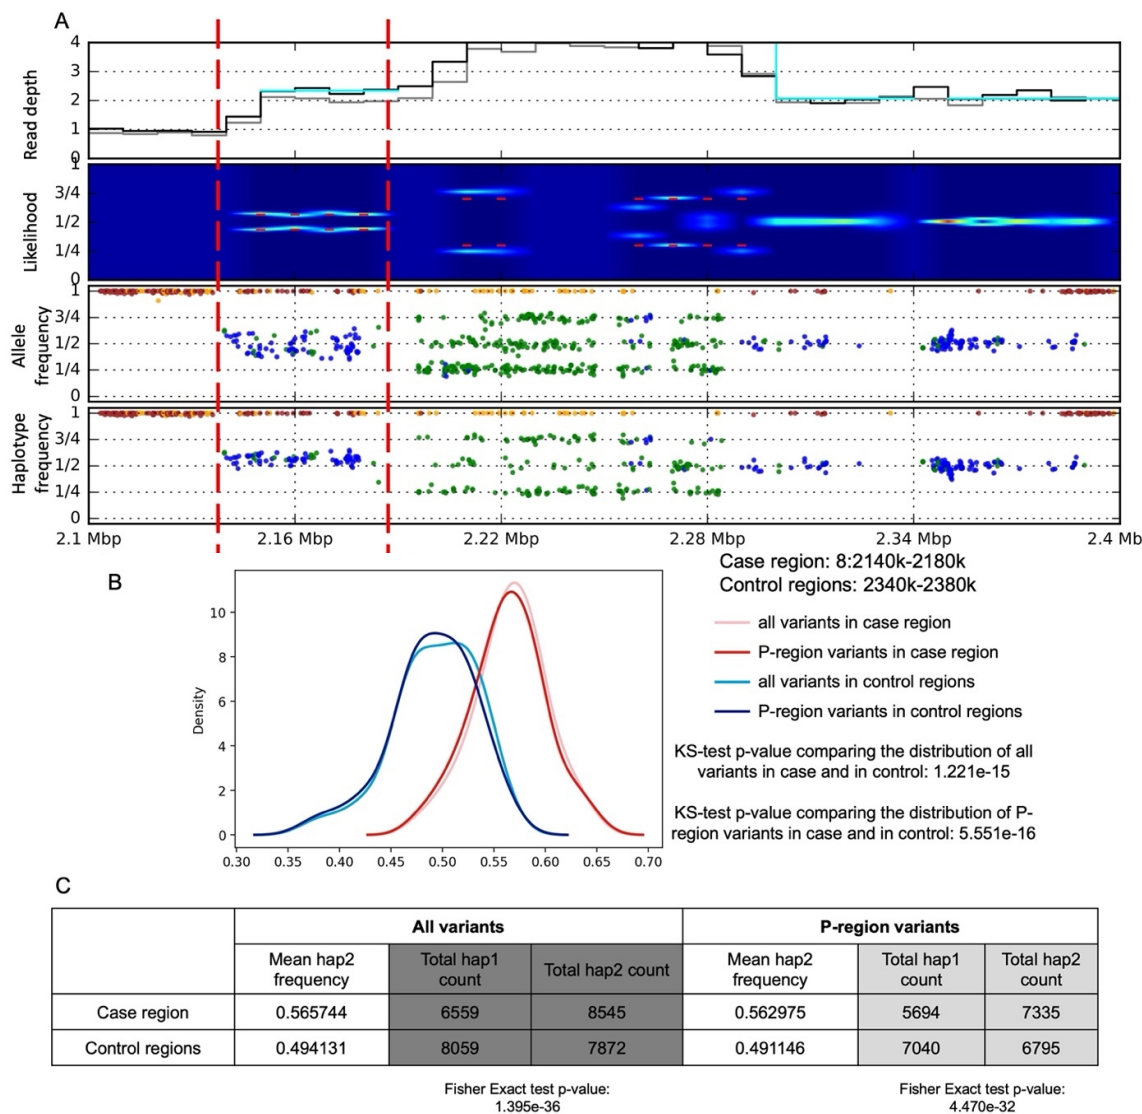 A
Read depth
4
3
2
1
0
Likelihood
1
3/4
1/2
1/4
0
Allele
frequency
1
3/4
1/2
1/4
0
Haplotype
frequency
1
3/4
1/2
1/4
0
2.1 Mbp
2.16 Mbp
2.22 Mbp
2.28 Mbp
2.34 Mbp
2.4 Mb
B
Density
10
8
6
4
2
0
0.30
0.35
0.40
0.45
0.50
0.55
0.60
0.65
0.70
Case region: 8:2140k-2180k
Control regions: 2340k-2380k
all variants in case region
P-region variants in case region
all variants in control regions
P-region variants in control regions
KS-test p-value comparing the distribution of all
variants in case and in control: 1.221e-15
KS-test p-value comparing the distribution of P-
region variants in case and in control: 5.551e-16
C
All variants
P-region variants
Mean hap2
frequency
Total hap1
count
Total hap2 count
Mean hap2
frequency
Total hap1
count
Total hap2
count
Case region
0.565744
6559
8545
0.562975
5694
7335
Control regions
0.494131
8059
7872
0.491146
7040
6795
Fisher Exact test p-value:
1.395e-36
Fisher Exact test p-value:
4.470e-32